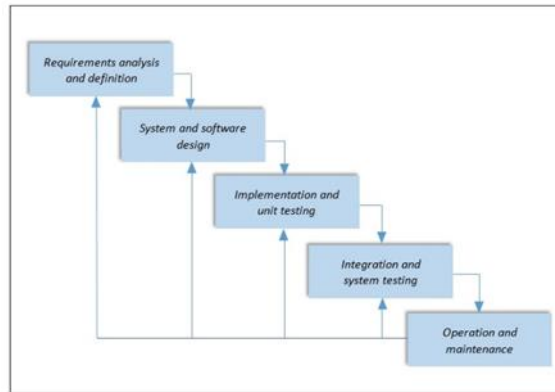 Requirements analysis
and definition
System and software
design
Implementation and
unit testing
Integration and
system testing
Operation and
maintenance